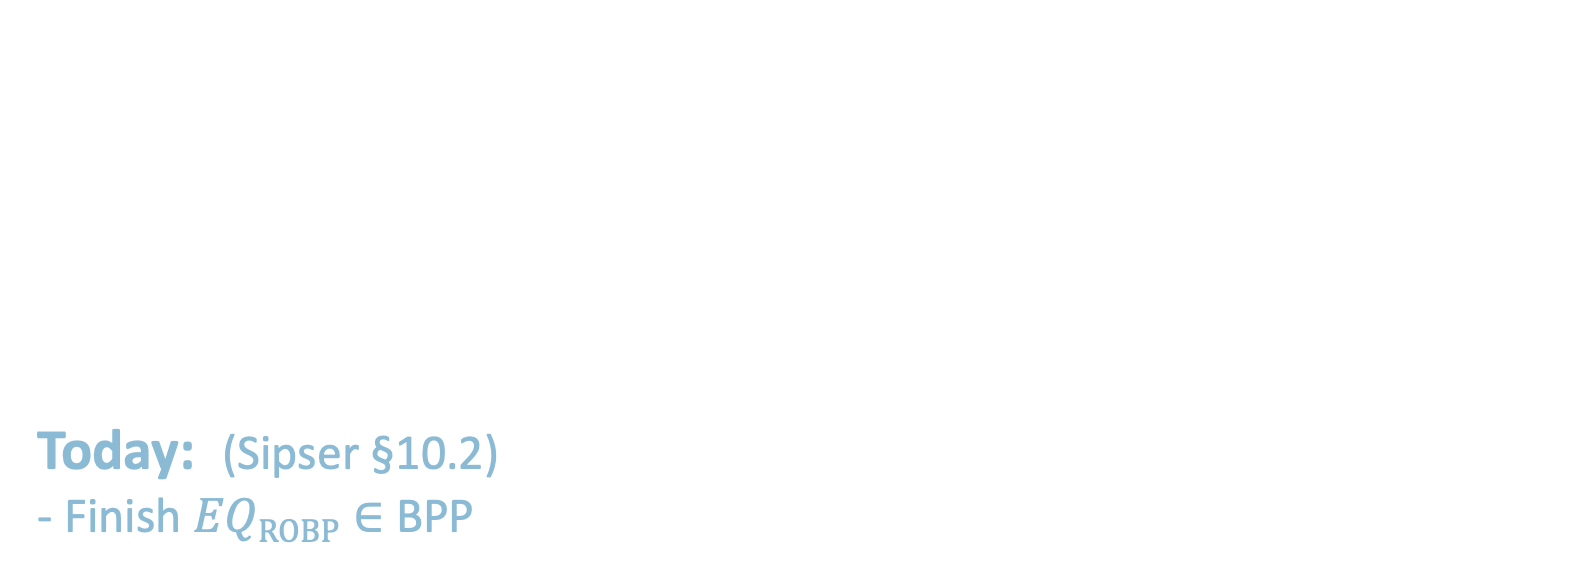 Today: (Sipser §10.2)
- Finish 𝐸𝑄ROBP ∈ BPP